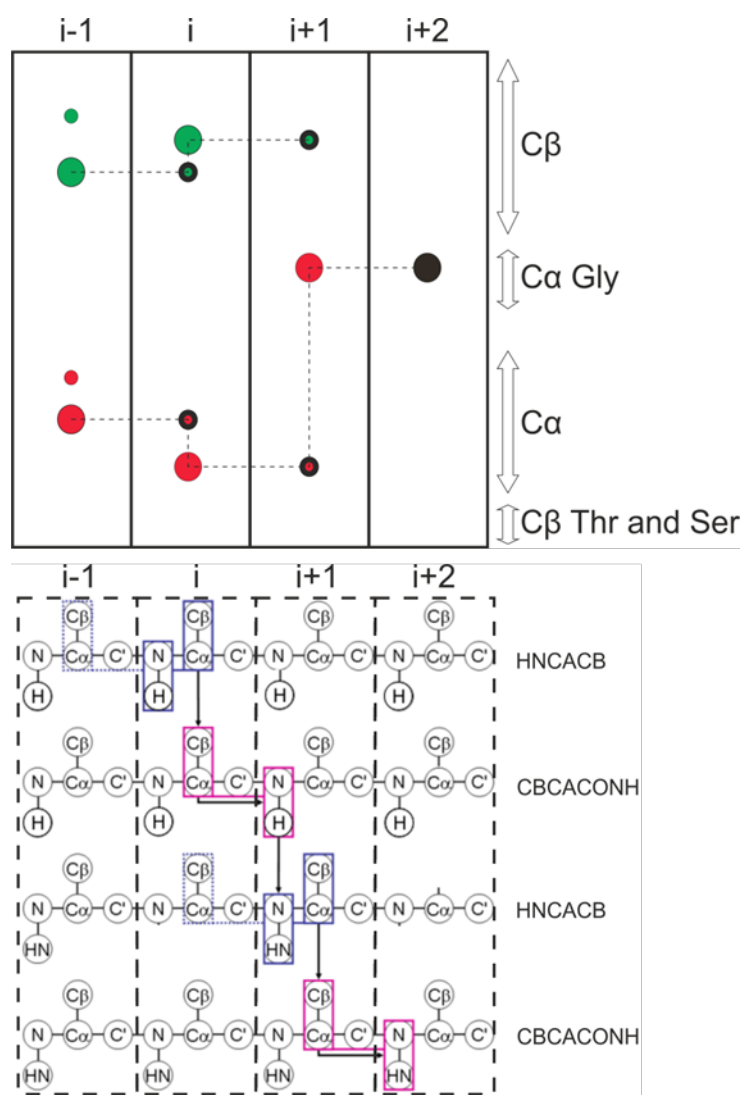 i-1 i i+1 i+2
Cβ
Cα Gly
Cα
Cβ Thr and Ser
i-1 i i+1 i+2
Cβ Cβ Cβ Cβ
N Cα C' N Cα C' N Cα C' N Cα C' HNCACB
H H H H
Cβ Cβ Cβ Cβ
N Cα C' N Cα C' N Cα C' N Cα C' CBCACONH
H H H H
Cβ Cβ
N Cα C' N Cα C' N Cα C' N Cα C' HNCACB
HN HN
Cβ Cβ Cβ Cβ
N Cα C' N Cα C' N Cα C' N Cα C' CBCACONH
HN HN HN HN